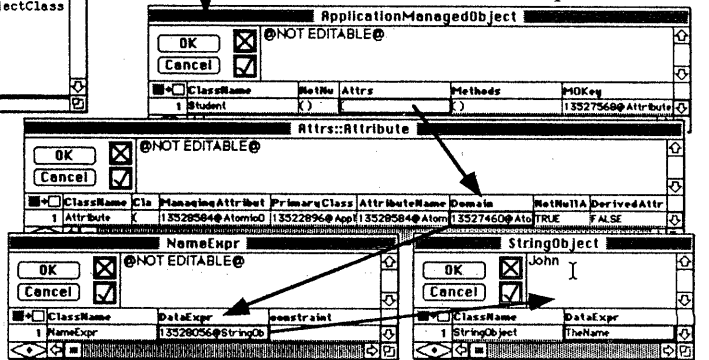 jectClass
ApplicationManagedObject
@NOT EDITABLE@
OK
Cancel
ClassName NotNu Attrs Methods MOKey
1 Student () () 13527568@Attribute
Attrs::Attribute
@NOT EDITABLE@
OK
Cancel
ClassName Cla ManagingAttribut PrimaryClass AttributeName Domain NotNullA DerivedAttr
1 Attribute ( 13528584@AtomicO 13522896@Appl 13528584@Atom 13527460@Ato TRUE FALSE
NameExpr
@NOT EDITABLE@
OK
Cancel
ClassName DataExpr constraint
1 NameExpr 13528056@StringOb
StringObject
John
OK
Cancel
ClassName DataExpr
1 StringObject TheName